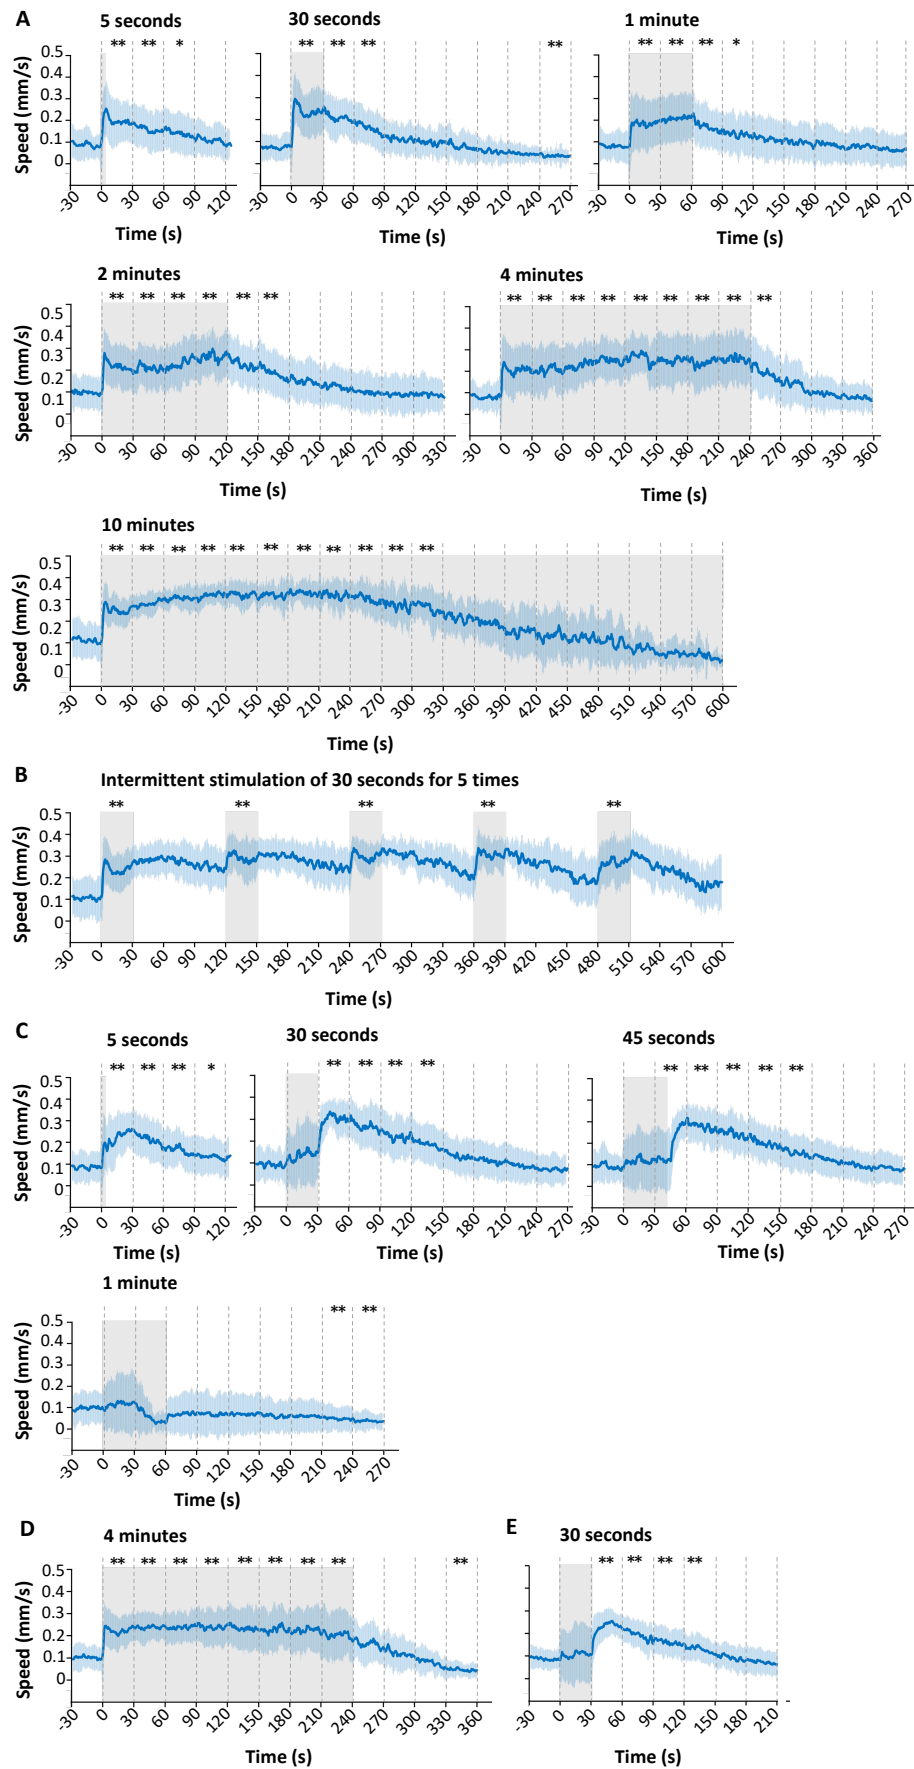 A
5 seconds
30 seconds
1 minute
** ** *
** ** ** **
** ** ** *
Speed (mm/s)
0.5
0.4
0.3
0.2
0.1
0
-30 0 30 60 90 120
-30 0 30 60 90 120 150 180 210 240 270
-30 0 30 60 90 120 150 180 210 240 270
Time (s)
Time (s)
Time (s)
2 minutes
4 minutes
** ** ** ** ** **
** ** ** ** ** ** ** ** **
Speed (mm/s)
0.5
0.4
0.3
0.2
0.1
0
-30 0 30 60 90 120 150 180 210 240 270 300 330
-30 0 30 60 90 120 150 180 210 240 270 300 330 360
Time (s)
Time (s)
10 minutes
** ** ** ** ** ** ** ** ** ** **
Speed (mm/s)
0.5
0.4
0.3
0.2
0.1
0
-30 0 30 60 90 120 150 180 210 240 270 300 330 360 390 420 450 480 510 540 570 600
Time (s)
B
Intermittent stimulation of 30 seconds for 5 times
** ** ** ** **
Speed (mm/s)
0.5
0.4
0.3
0.2
0.1
0
-30 0 30 60 90 120 150 180 210 240 270 300 330 360 390 420 450 480 510 540 570 600
Time (s)
C
5 seconds
30 seconds
45 seconds
** ** ** *
** ** ** **
** ** ** ** **
Speed (mm/s)
0.5
0.4
0.3
0.2
0.1
0
-30 0 30 60 90 120
-30 0 30 60 90 120 150 180 210 240 270
-30 0 30 60 90 120 150 180 210 240 270
Time (s)
Time (s)
Time (s)
1 minute
** **
Speed (mm/s)
0.5
0.4
0.3
0.2
0.1
0
-30 0 30 60 90 120 150 180 210 240 270
Time (s)
D
4 minutes
** ** ** ** ** ** ** ** **
Speed (mm/s)
0.5
0.4
0.3
0.2
0.1
0
-30 0 30 60 90 120 150 180 210 240 270 300 330 360
Time (s)
E
30 seconds
** ** ** **
-30 0 30 60 90 120 150 180 210
Time (s)